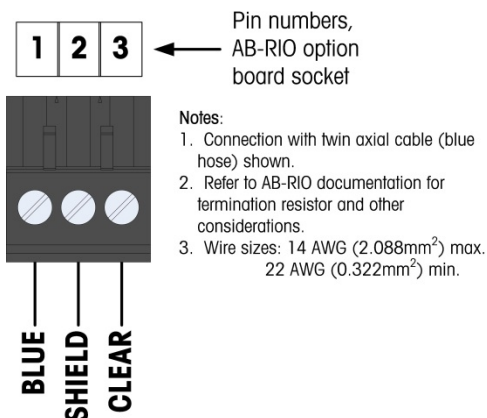 1 2 3
Pin numbers,
AB-RIO option
board socket
Notes:
1. Connection with twin axial cable (blue
hose) shown.
2. Refer to AB-RIO documentation for
termination resistor and other
considerations.
3. Wire sizes: 14 AWG (2.088mm²) max.
22 AWG (0.322mm²) min.
BLUE
SHIELD
CLEAR